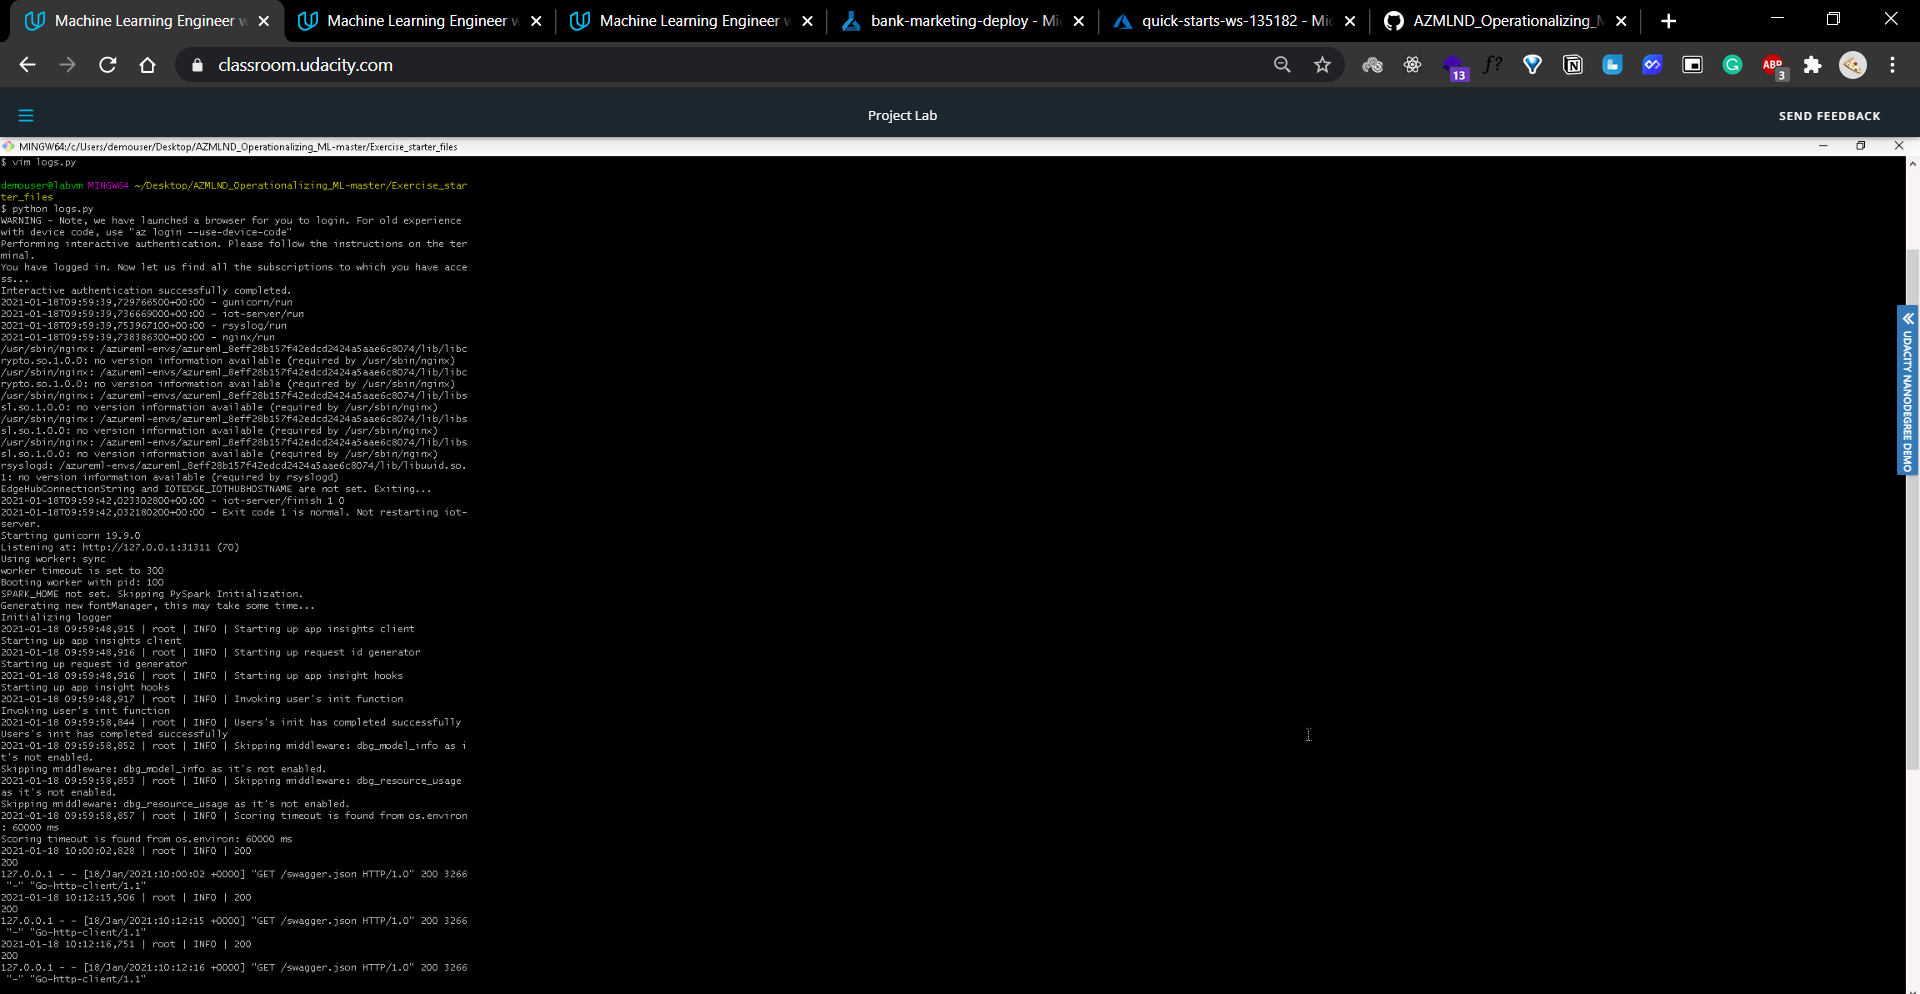 Machine Learning Engineer w
Machine Learning Engineer w
Machine Learning Engineer w
bank-marketing-deploy - Mi
quick-starts-ws-135182 - Mic
AZMLND_Operationalizing_M
classroom.udacity.com
13
f?
ABP
3
Project Lab
SEND FEEDBACK
MINGW64:/c/Users/demouser/Desktop/AZMLND_Operationalizing_ML-master/Exercise_starter_files
$ vim logs.py
demouser@labvm MINGW64 ~/Desktop/AZMLND_Operationalizing_ML-master/Exercise_star
ter_files
$ python logs.py
WARNING - Note, we have launched a browser for you to login. For old experience
with device code, use "az login --use-device-code"
Performing interactive authentication. Please follow the instructions on the ter
minal.
You have logged in. Now let us find all the subscriptions to which you have acce
ss...
Interactive authentication successfully completed.
2021-01-18T09:59:39,729766500+00:00 - gunicorn/run
2021-01-18T09:59:39,736669000+00:00 - iot-server/run
2021-01-18T09:59:39,753967100+00:00 - rsyslog/run
2021-01-18T09:59:39,738386300+00:00 - nginx/run
/usr/sbin/nginx: /azureml-envs/azureml_8eff28b157f42edcd2424a5aae6c8074/lib/libc
rypto.so.1.0.0: no version information available (required by /usr/sbin/nginx)
/usr/sbin/nginx: /azureml-envs/azureml_8eff28b157f42edcd2424a5aae6c8074/lib/libc
rypto.so.1.0.0: no version information available (required by /usr/sbin/nginx)
/usr/sbin/nginx: /azureml-envs/azureml_8eff28b157f42edcd2424a5aae6c8074/lib/libs
sl.so.1.0.0: no version information available (required by /usr/sbin/nginx)
/usr/sbin/nginx: /azureml-envs/azureml_8eff28b157f42edcd2424a5aae6c8074/lib/libs
sl.so.1.0.0: no version information available (required by /usr/sbin/nginx)
/usr/sbin/nginx: /azureml-envs/azureml_8eff28b157f42edcd2424a5aae6c8074/lib/libs
sl.so.1.0.0: no version information available (required by /usr/sbin/nginx)
rsyslogd: /azureml-envs/azureml_8eff28b157f42edcd2424a5aae6c8074/lib/libuuid.so.
1: no version information available (required by rsyslogd)
EdgeHubConnectionString and IOTEDGE_IOTHUBHOSTNAME are not set. Exiting...
2021-01-18T09:59:42,023302800+00:00 - iot-server/finish 1 0
2021-01-18T09:59:42,032180200+00:00 - Exit code 1 is normal. Not restarting iot-
server.
Starting gunicorn 19.9.0
Listening at: http://127.0.0.1:31311 (70)
Using worker: sync
worker timeout is set to 300
Booting worker with pid: 100
SPARK_HOME not set. Skipping PySpark Initialization.
Generating new fontManager, this may take some time...
Initializing logger
2021-01-18 09:59:48,915 | root | INFO | Starting up app insights client
Starting up app insights client
2021-01-18 09:59:48,916 | root | INFO | Starting up request id generator
Starting up request id generator
2021-01-18 09:59:48,916 | root | INFO | Starting up app insight hooks
Starting up app insight hooks
2021-01-18 09:59:48,917 | root | INFO | Invoking user's init function
Invoking user's init function
2021-01-18 09:59:58,844 | root | INFO | Users's init has completed successfully
Users's init has completed successfully
2021-01-18 09:59:58,852 | root | INFO | Skipping middleware: dbg_model_info as i
t's not enabled.
Skipping middleware: dbg_model_info as it's not enabled.
2021-01-18 09:59:58,853 | root | INFO | Skipping middleware: dbg_resource_usage
as it's not enabled.
Skipping middleware: dbg_resource_usage as it's not enabled.
2021-01-18 09:59:58,857 | root | INFO | Scoring timeout is found from os.environ
: 60000 ms
Scoring timeout is found from os.environ: 60000 ms
2021-01-18 10:00:02,828 | root | INFO | 200
200
127.0.0.1 - - [18/Jan/2021:10:00:02 +0000] "GET /swagger.json HTTP/1.0" 200 3266
"-" "Go-http-client/1.1"
2021-01-18 10:12:15,506 | root | INFO | 200
200
127.0.0.1 - - [18/Jan/2021:10:12:15 +0000] "GET /swagger.json HTTP/1.0" 200 3266
"-" "Go-http-client/1.1"
2021-01-18 10:12:16,751 | root | INFO | 200
200
127.0.0.1 - - [18/Jan/2021:10:12:16 +0000] "GET /swagger.json HTTP/1.0" 200 3266
"-" "Go-http-client/1.1"
UDACITY NANODEGREE DEMO